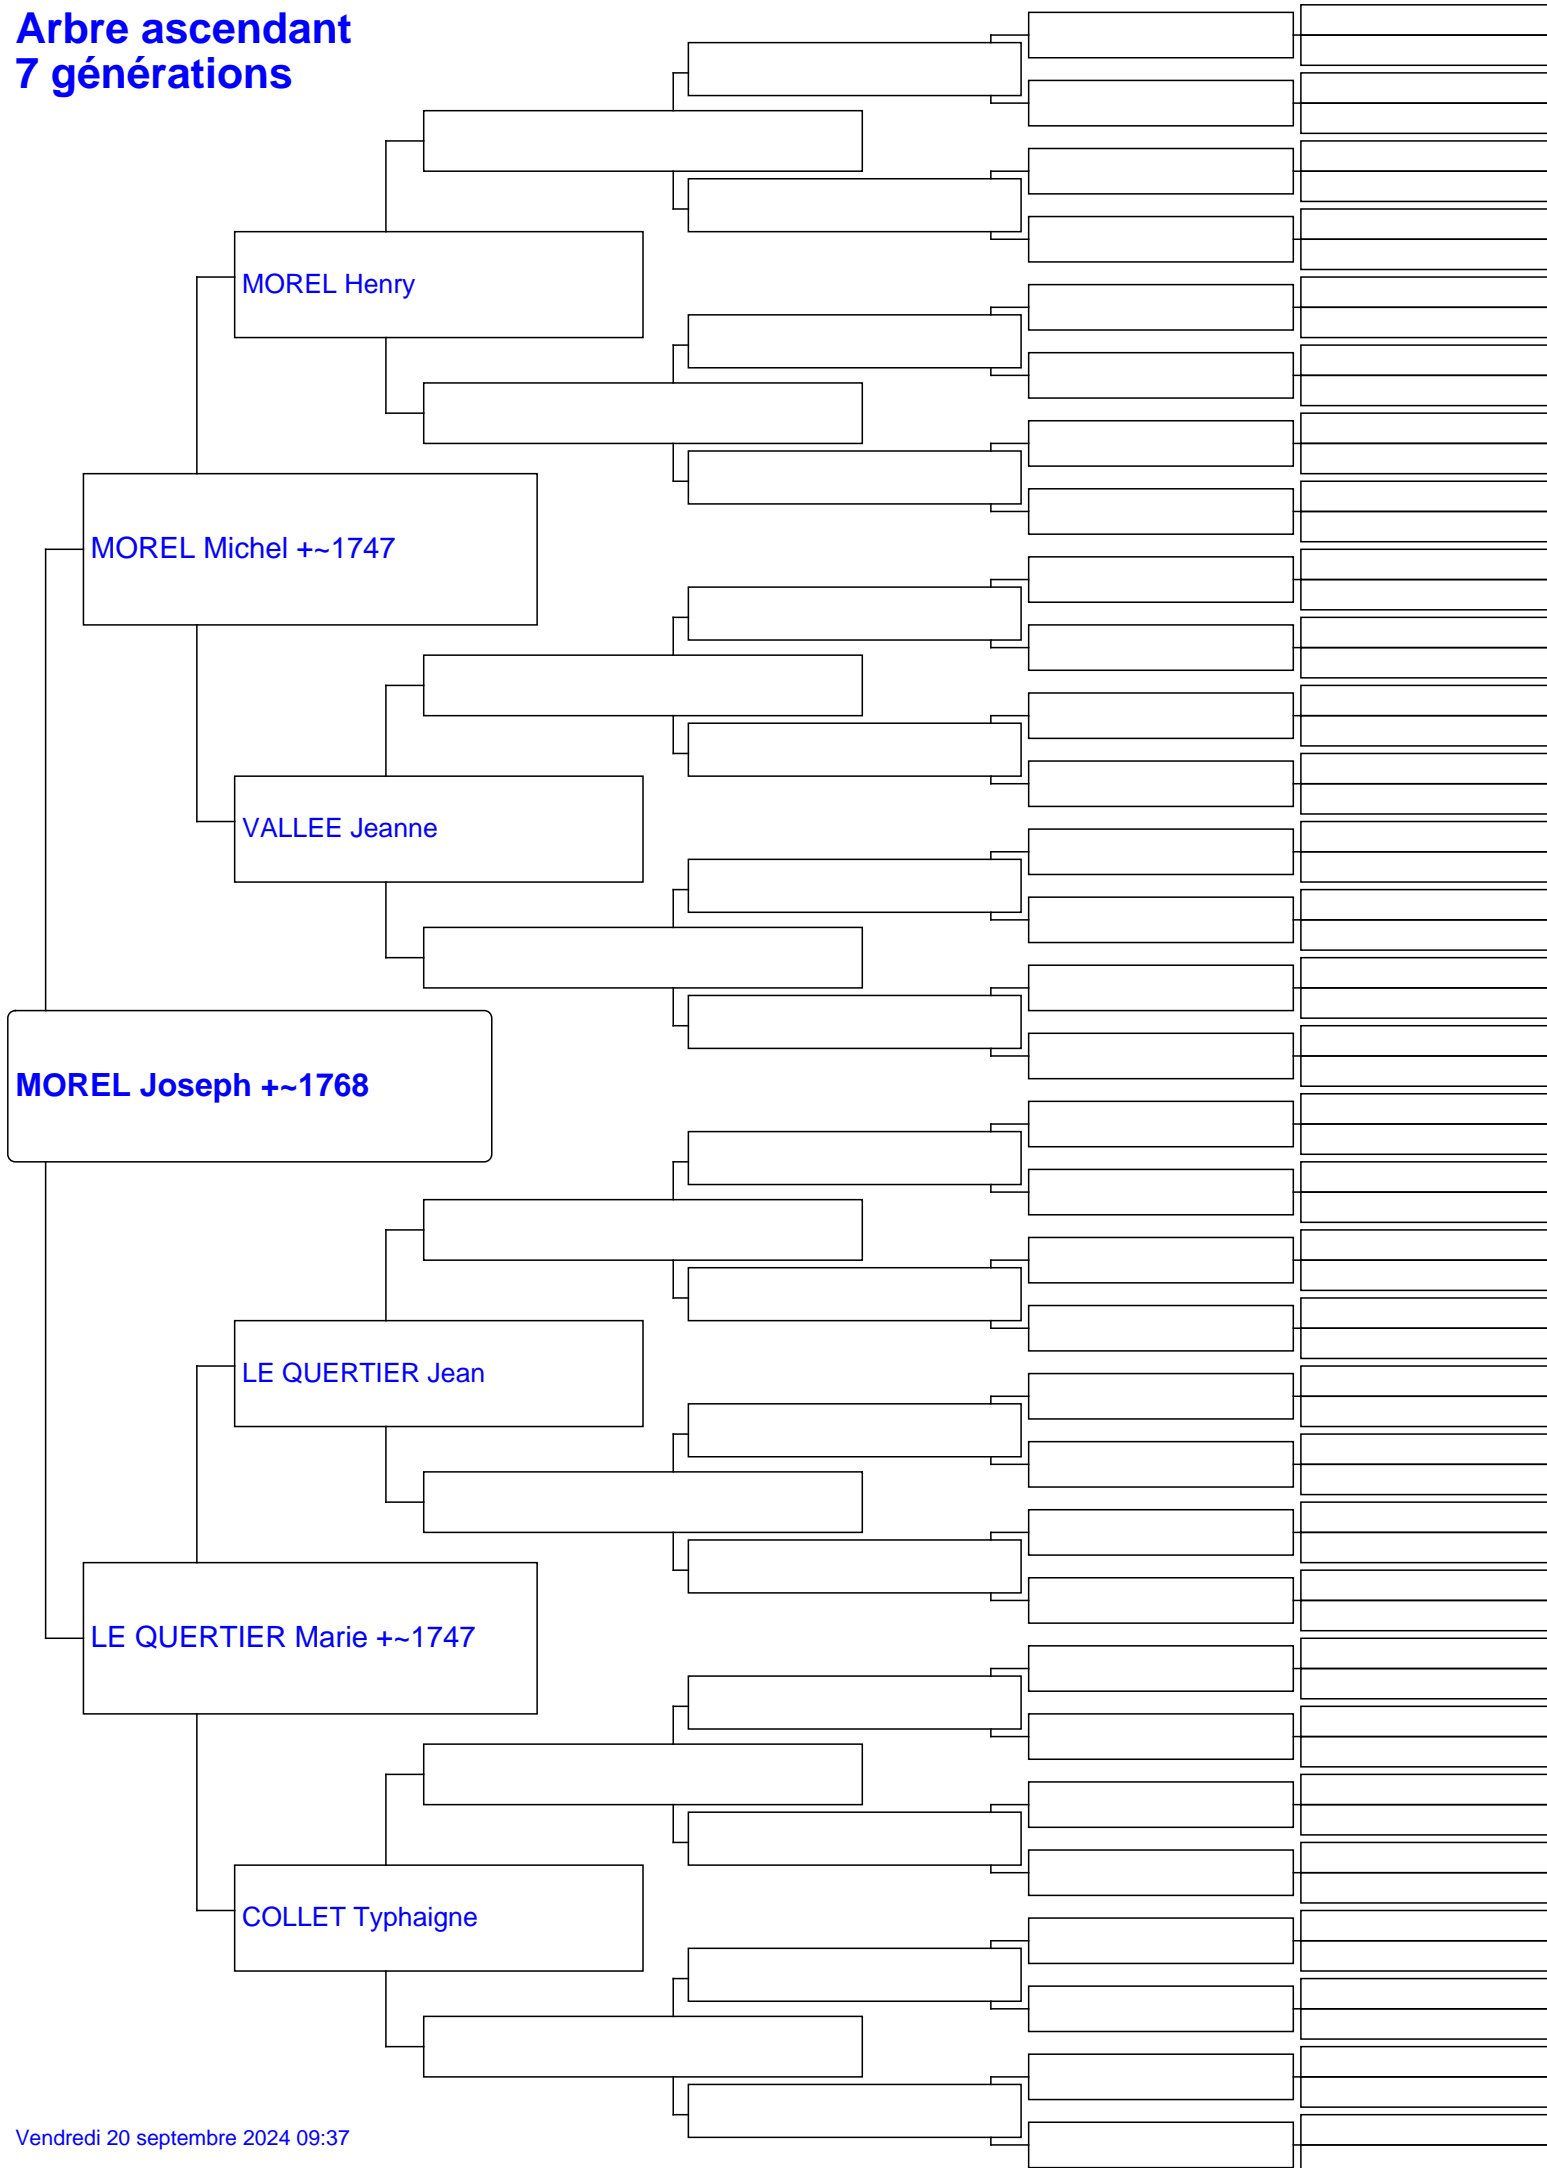 Arbre ascendant
7 générations
MOREL Henry
MOREL Michel +~1747
VALLEE Jeanne
MOREL Joseph +~1768
LE QUERTIER Jean
LE QUERTIER Marie +~1747
COLLET Typhaigne
Vendredi 20 septembre 2024 09:37